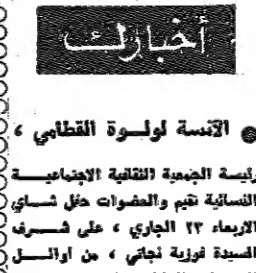 أخبارك
الآنسة لولوة القطامي ،
رئيسة الجمعية الثقافية الاجتماعية
النسائية تقيم والعضوات حفل شاي
الاربعاء ٢٣ الجاري ، على شرف
السيدة فوزية نجاتي ، من اوائل